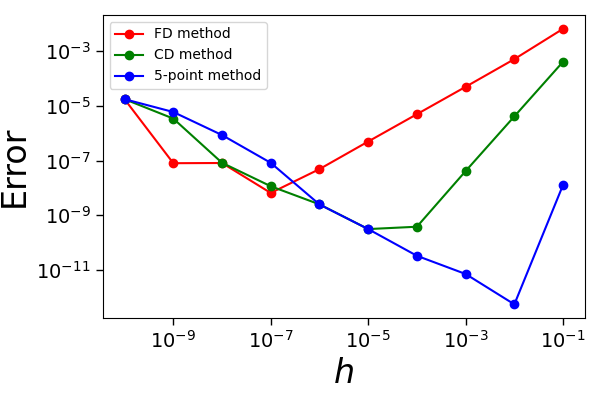 FD method
CD method
5-point method
Error
10⁻³
10⁻⁵
10⁻⁷
10⁻⁹
10⁻¹¹
10⁻⁹ 10⁻⁷ 10⁻⁵ 10⁻³ 10⁻¹
h